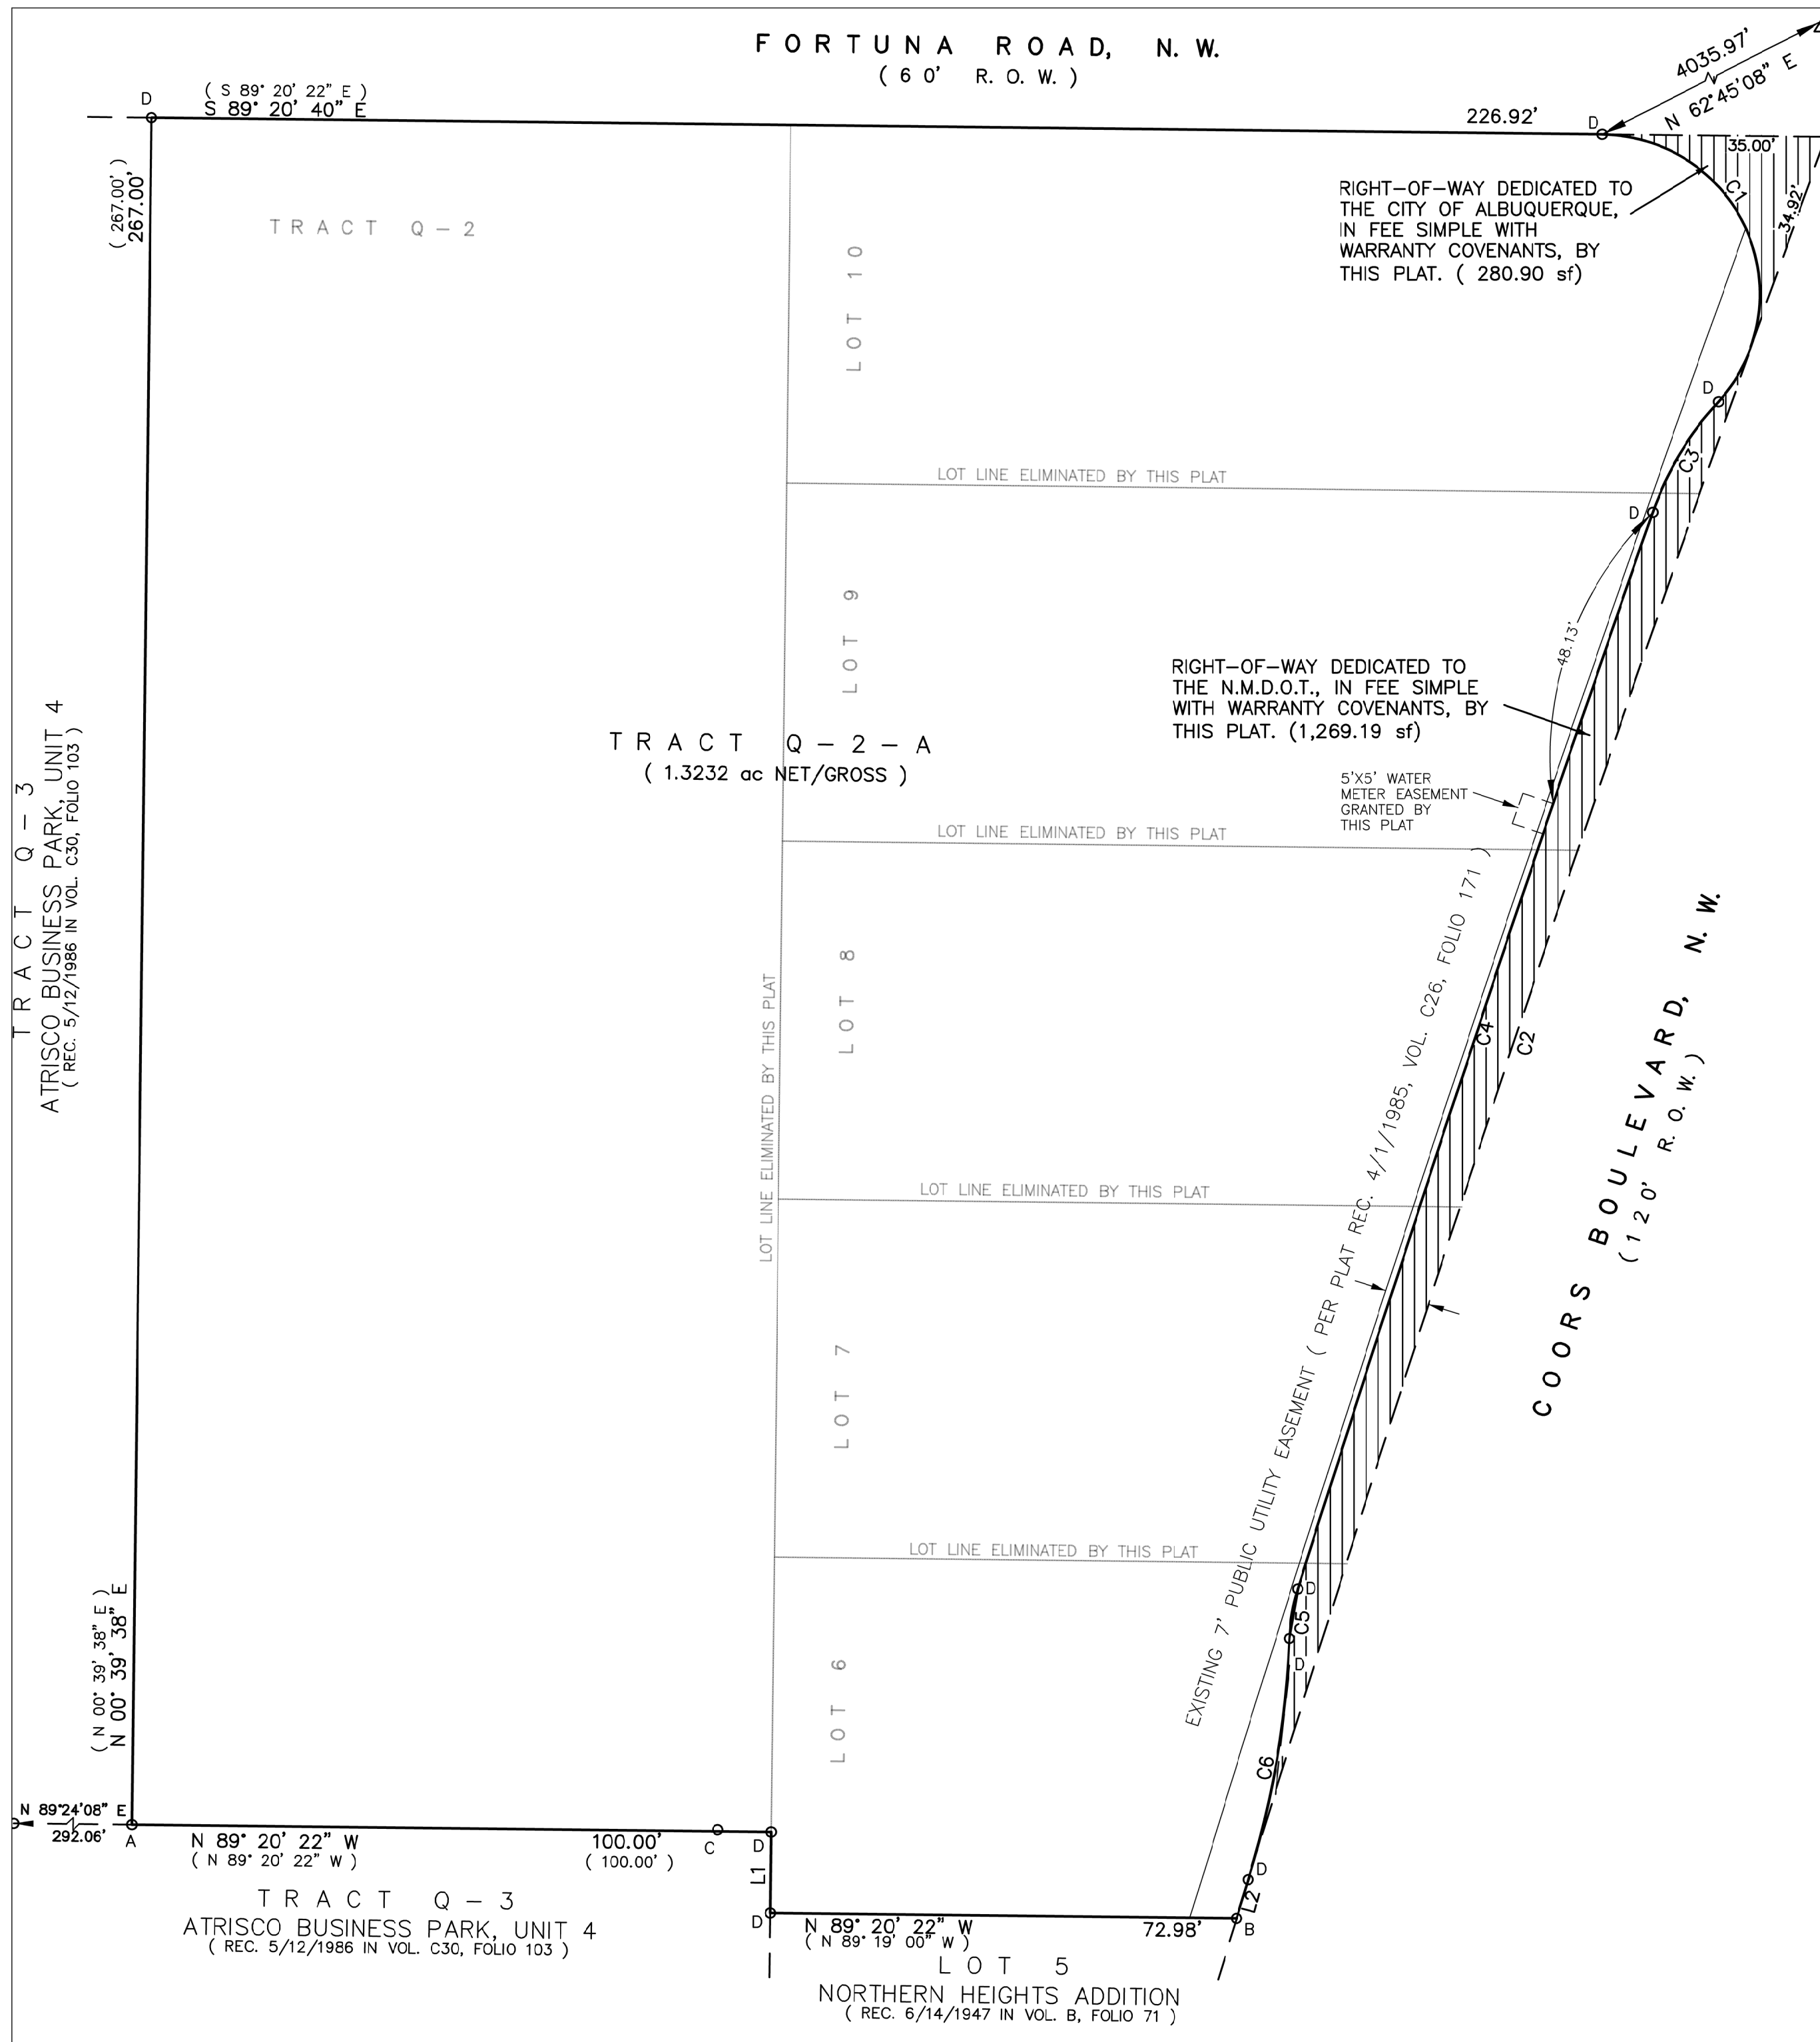 FORTUNA ROAD, N. W.
( 60' R. O. W. )
D
( S 89° 20' 22" E )
S 89° 20' 40" E
226.92'
D
4035.97'
N 62°45'08" E
35.00'
C1
34.92'
( 267.00' )
267.00'
TRACT Q-2
LOT 10
RIGHT-OF-WAY DEDICATED TO
THE CITY OF ALBUQUERQUE,
IN FEE SIMPLE WITH
WARRANTY COVENANTS, BY
THIS PLAT. ( 280.90 sf)
D
C3
LOT LINE ELIMINATED BY THIS PLAT
D
LOT 9
48.13'
RIGHT-OF-WAY DEDICATED TO
THE N.M.D.O.T., IN FEE SIMPLE
WITH WARRANTY COVENANTS, BY
THIS PLAT. (1,269.19 sf)
TRACT Q-2-A
( 1.3232 ac NET/GROSS )
5'X5' WATER
METER EASEMENT
GRANTED BY
THIS PLAT
TRACT Q-3
ATRISCO BUSINESS PARK, UNIT 4
( REC. 5/12/1986 IN VOL. C30, FOLIO 103 )
LOT LINE ELIMINATED BY THIS PLAT
LOT 8
LOT LINE ELIMINATED BY THIS PLAT
C4
C2
COORS BOULEVARD, N. W.
( 120' R. O. W. )
LOT LINE ELIMINATED BY THIS PLAT
EXISTING 7' PUBLIC UTILITY EASEMENT ( PER PLAT REC. 4/1/1985, VOL. C26, FOLIO 171 )
LOT 7
LOT LINE ELIMINATED BY THIS PLAT
D
C5
D
LOT 6
( N 00° 39' 38" E )
N 00° 39' 38" E
C6
N 89°24'08" E
292.06'
A
N 89° 20' 22" W
( N 89° 20' 22" W )
100.00'
( 100.00' )
C
D
L1
D
D
L2
B
N 89° 20' 22" W
( N 89° 19' 00" W )
72.98'
TRACT Q-3
ATRISCO BUSINESS PARK, UNIT 4
( REC. 5/12/1986 IN VOL. C30, FOLIO 103 )
LOT 5
NORTHERN HEIGHTS ADDITION
( REC. 6/14/1947 IN VOL. B, FOLIO 71 )